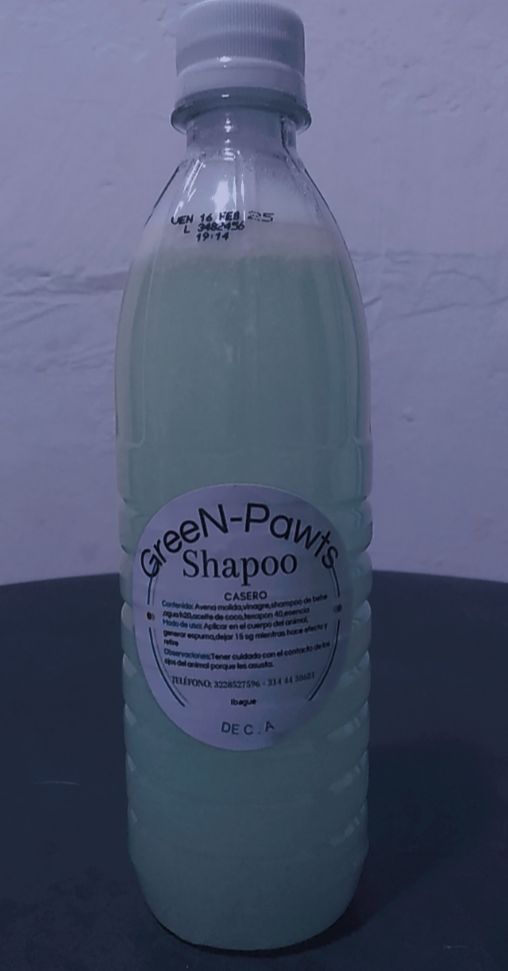 VEN 16 FEB 25
L 3482456
19:14
GreeN-Pawts
Shapoo
CASERO
Contenido: Avena molida,vinagre,shampoo de bebe
,agua h20,aceite de coco,texapon 40,esencia
Modo de uso: Aplicar en el cuerpo del animal,
generar espuma,dejar 15 sg mientras hace efecto y
retire
Observaciones:Tener cuidado con el contacto de los
ojos del animal porque les asusta.
TELÉFONO: 3228527596 - 314 44
Ibague
DE C . A